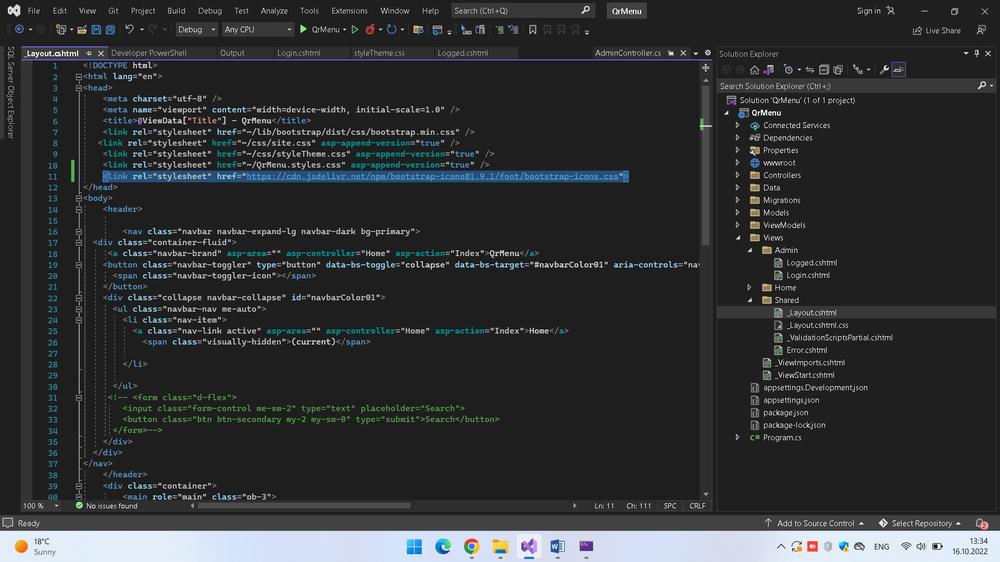 File Edit View Git Project Build Debug Test Analyze Tools Extensions Window Help Search (Ctrl+Q) QrMenu Sign in
Debug Any CPU QrMenu Live Share
SQL Server Object Explorer
_Layout.cshtml Developer PowerShell Output Login.cshtml styleTheme.css Logged.cshtml AdminController.cs
1 <!DOCTYPE html>
2 <html lang="en">
3 <head>
4 <meta charset="utf-8" />
5 <meta name="viewport" content="width=device-width, initial-scale=1.0" />
6 <title>@ViewData["Title"] - QrMenu</title>
7 <link rel="stylesheet" href="~/lib/bootstrap/dist/css/bootstrap.min.css" />
8 <link rel="stylesheet" href="~/css/site.css" asp-append-version="true" />
9 <link rel="stylesheet" href="~/css/styleTheme.css" asp-append-version="true" />
10 <link rel="stylesheet" href="~/QrMenu.styles.css" asp-append-version="true" />
11 <link rel="stylesheet" href="https://cdn.jsdelivr.net/npm/bootstrap-icons@1.9.1/font/bootstrap-icons.css">
12 </head>
13 <body>
14 <header>
15
16 <nav class="navbar navbar-expand-lg navbar-dark bg-primary">
17 <div class="container-fluid">
18 <a class="navbar-brand" asp-area="" asp-controller="Home" asp-action="Index">QrMenu</a>
19 <button class="navbar-toggler" type="button" data-bs-toggle="collapse" data-bs-target="#navbarColor01" aria-controls="nav
20 <span class="navbar-toggler-icon"></span>
21 </button>
22 <div class="collapse navbar-collapse" id="navbarColor01">
23 <ul class="navbar-nav me-auto">
24 <li class="nav-item">
25 <a class="nav-link active" asp-area="" asp-controller="Home" asp-action="Index">Home</a>
26 <span class="visually-hidden">(current)</span>
27
28 </li>
29
30 </ul>
31 <!-- <form class="d-flex">
32 <input class="form-control me-sm-2" type="text" placeholder="Search">
33 <button class="btn btn-secondary my-2 my-sm-0" type="submit">Search</button>
34 </form>-->
35 </div>
36 </div>
37 </nav>
38 </header>
39 <div class="container">
40 <main role="main" class="pb-3">
100 % No issues found Ln: 11 Ch: 111 SPC CRLF
Solution Explorer
Search Solution Explorer (Ctrl+;)
Solution 'QrMenu' (1 of 1 project)
QrMenu
Connected Services
Dependencies
Properties
wwwroot
Controllers
Data
Migrations
Models
ViewModels
Views
Admin
Logged.cshtml
Login.cshtml
Home
Shared
_Layout.cshtml
_Layout.cshtml.css
_ValidationScriptsPartial.cshtml
Error.cshtml
_ViewImports.cshtml
_ViewStart.cshtml
appsettings.Development.json
appsettings.json
package.json
package-lock.json
C# Program.cs
Ready Add to Source Control Select Repository 2
18°C
Sunny
ENG
13:34
16.10.2022